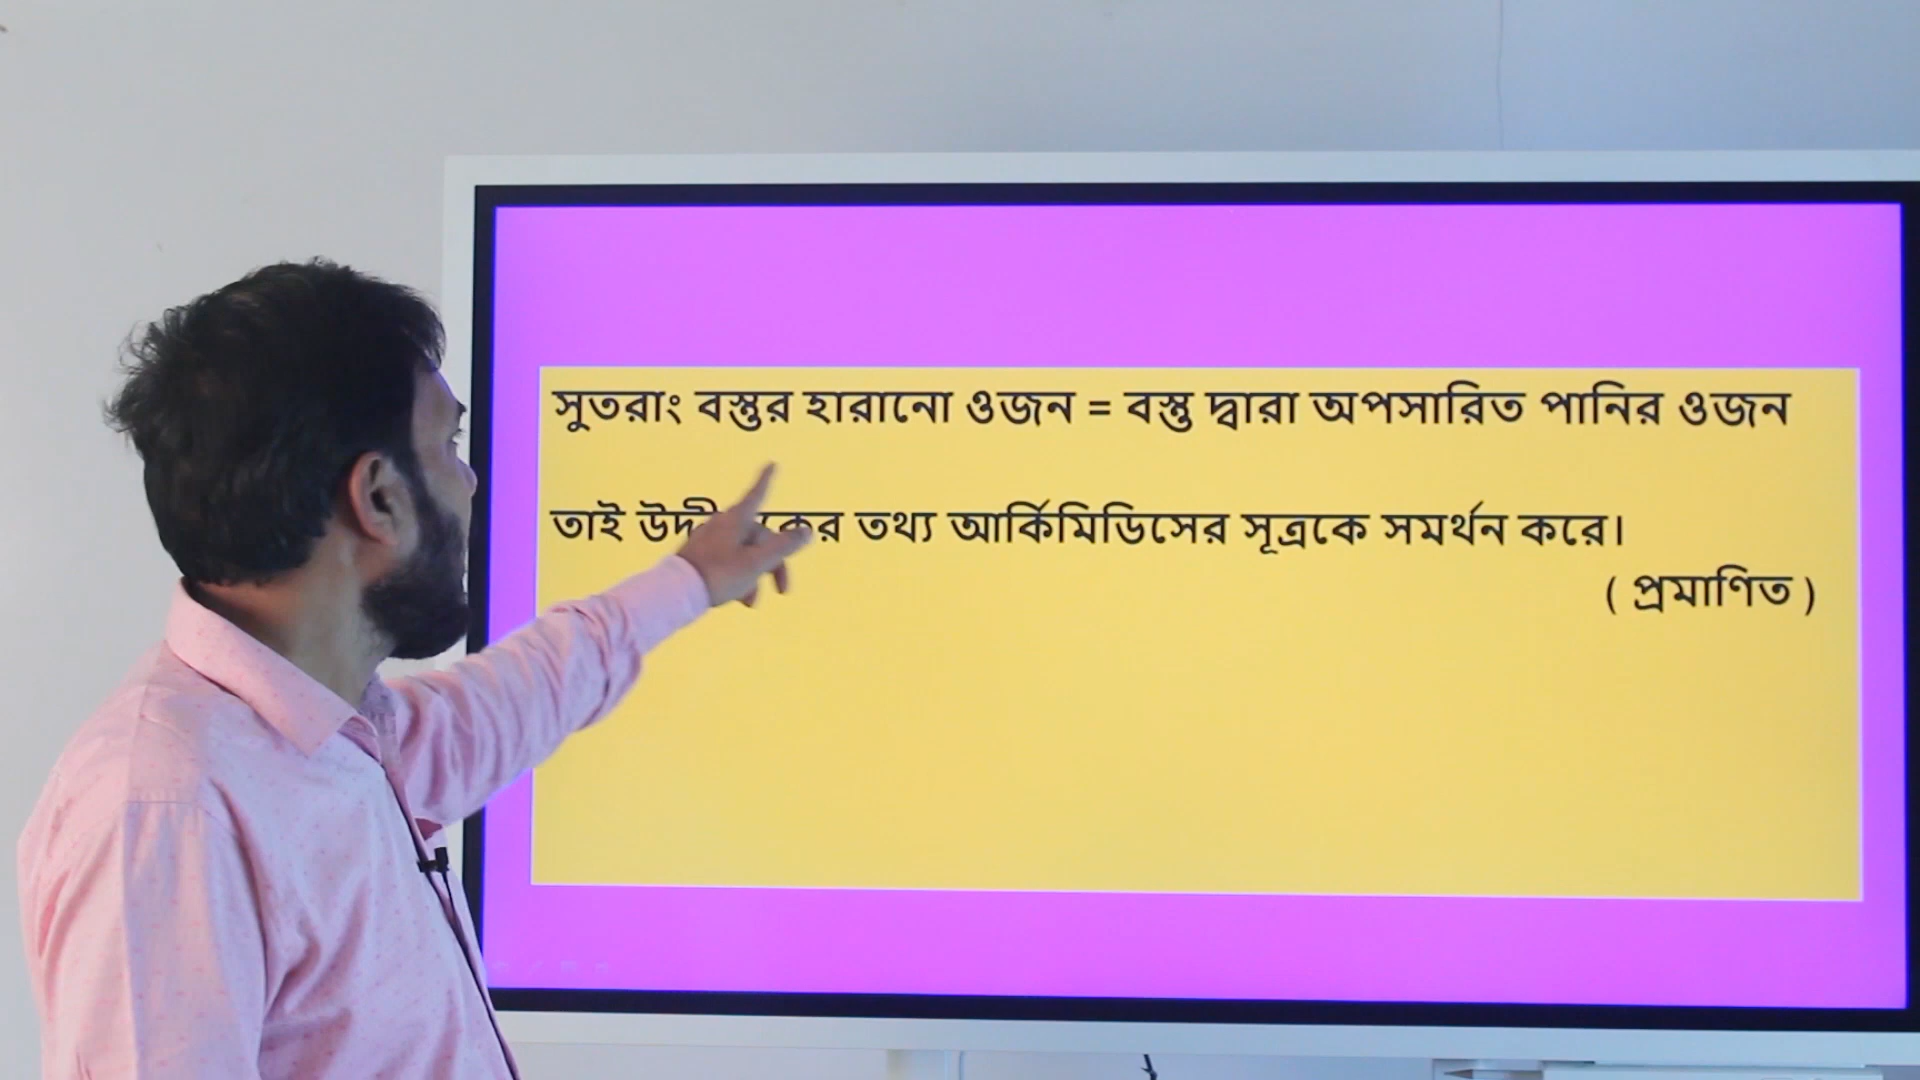 সুতরাং বস্তুর হারানো ওজন = বস্তু দ্বারা অপসারিত পানির ওজন
তাই তথ্য আর্কিমিডিসের সূত্রকে সমর্থন করে।
( প্রমাণিত )